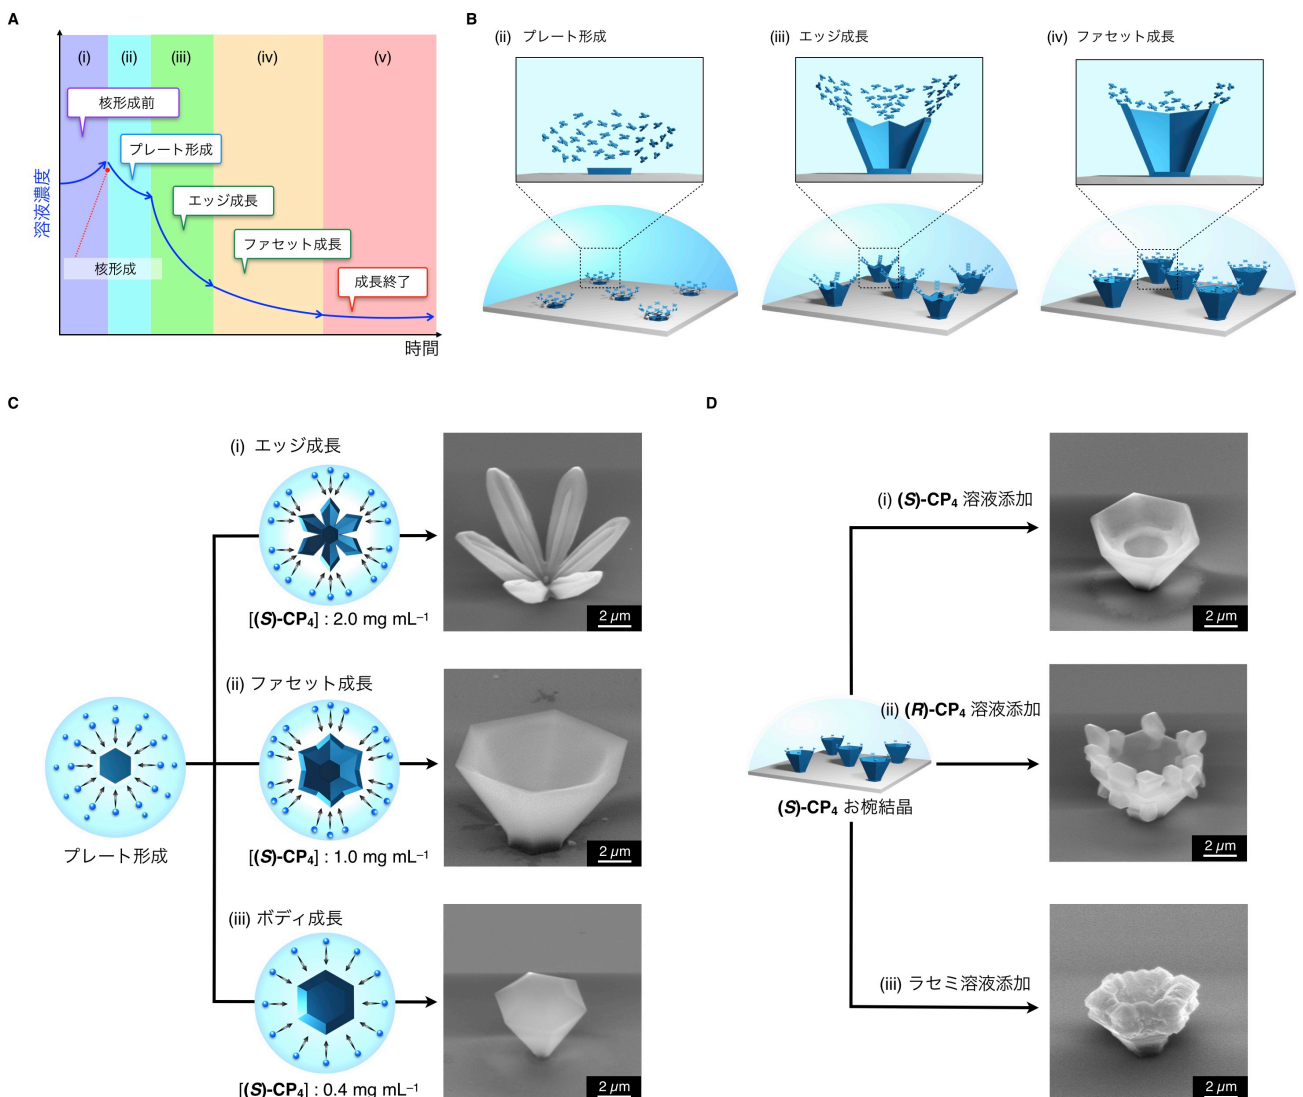 A
(i)
(ii)
(iii)
(iv)
(v)
核形成前
プレート形成
エッジ成長
ファセット成長
成長終了
核形成
溶液濃度
時間
B
(ii) プレート形成
(iii) エッジ成長
(iv) ファセット成長
C
(i) エッジ成長
[(S)-CP₄] : 2.0 mg mL⁻¹
2 µm
(ii) ファセット成長
[(S)-CP₄] : 1.0 mg mL⁻¹
2 µm
プレート形成
(iii) ボディ成長
[(S)-CP₄] : 0.4 mg mL⁻¹
2 µm
D
(i) (S)-CP₄ 溶液添加
2 µm
(ii) (R)-CP₄ 溶液添加
2 µm
(S)-CP₄ お椀結晶
(iii) ラセミ溶液添加
2 µm